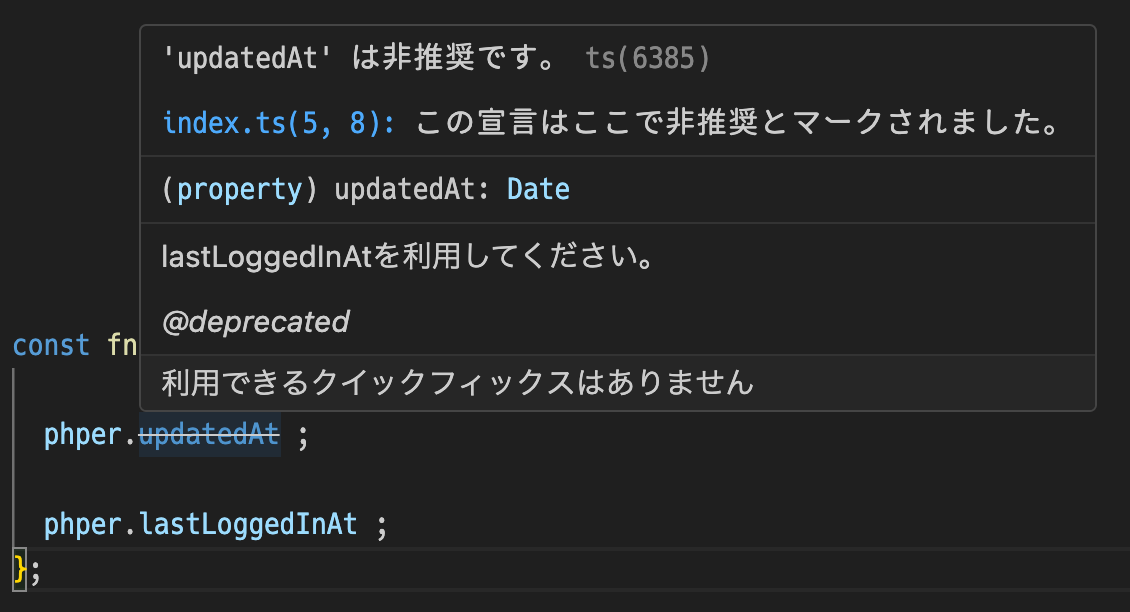 'updatedAt' は非推奨です。 ts(6385)
index.ts(5, 8): この宣言はここで非推奨とマークされました。
(property) updatedAt: Date
lastLoggedInAtを利用してください。
@deprecated
利用できるクイックフィックスはありません
const fn
phper.updatedAt ;
phper.lastLoggedInAt ;
};